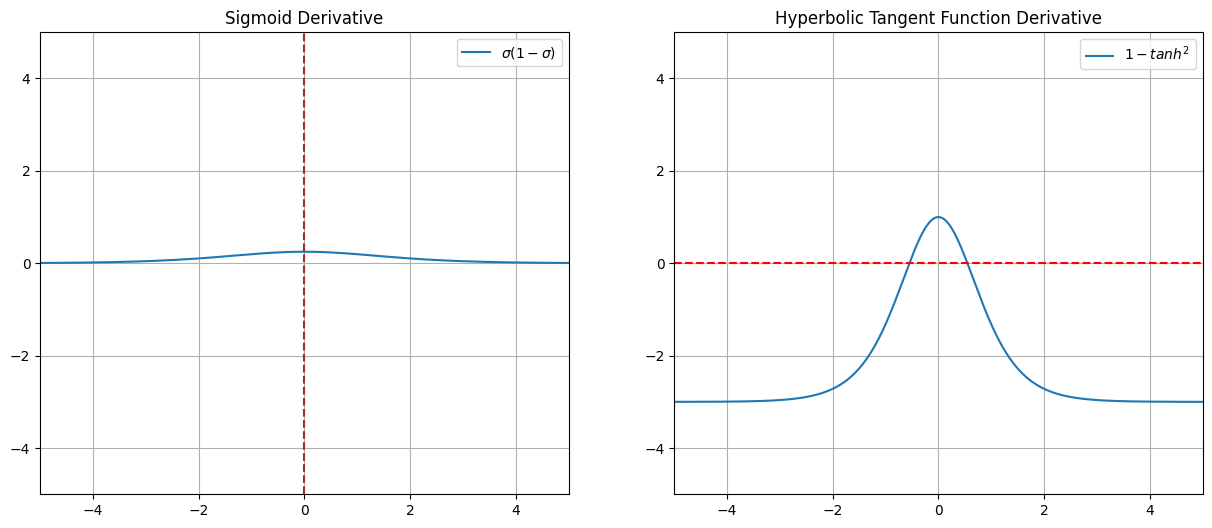 Sigmoid Derivative
σ(1 − σ)
4
2
0
−2
−4
−4 −2 0 2 4
Hyperbolic Tangent Function Derivative
1 − tanh²
4
2
0
−2
−4
−4 −2 0 2 4